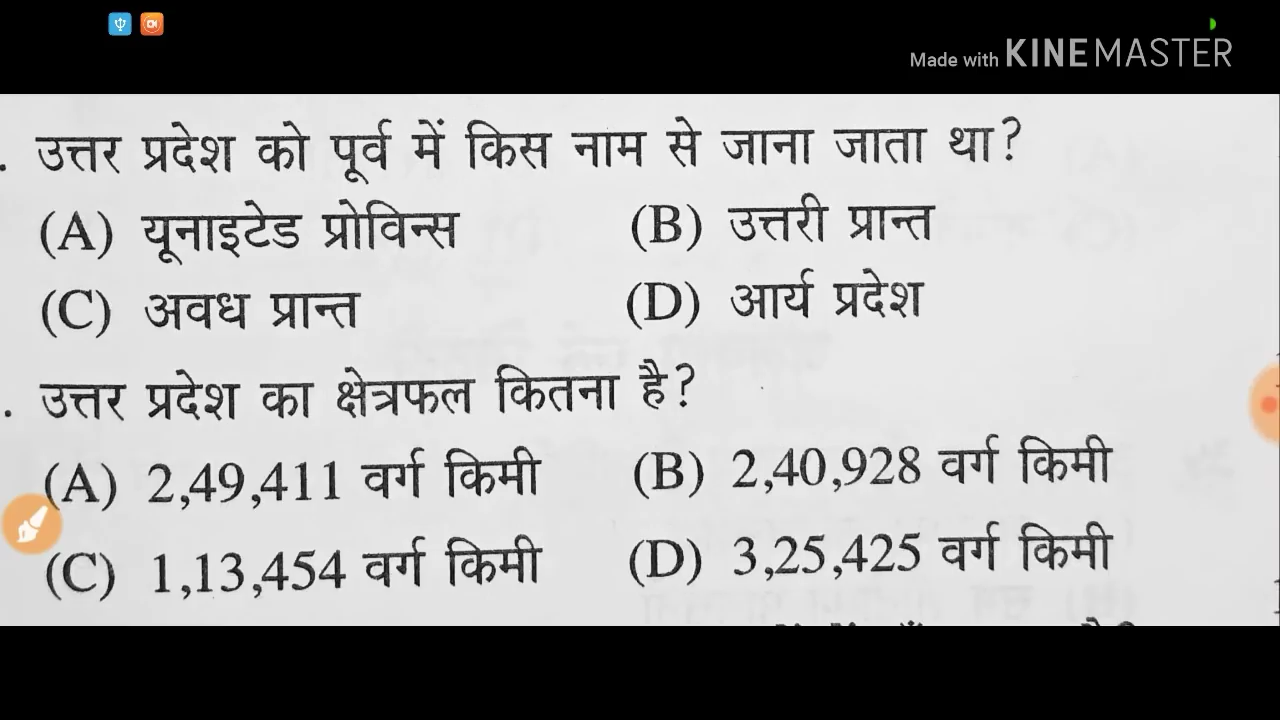 Made with KINEMASTER
. उत्तर प्रदेश को पूर्व में किस नाम से जाना जाता था?
(A) यूनाइटेड प्रोविन्स (B) उत्तरी प्रान्त
(C) अवध प्रान्त (D) आर्य प्रदेश
. उत्तर प्रदेश का क्षेत्रफल कितना है?
(A) 2,49,411 वर्ग किमी (B) 2,40,928 वर्ग किमी
(C) 1,13,454 वर्ग किमी (D) 3,25,425 वर्ग किमी